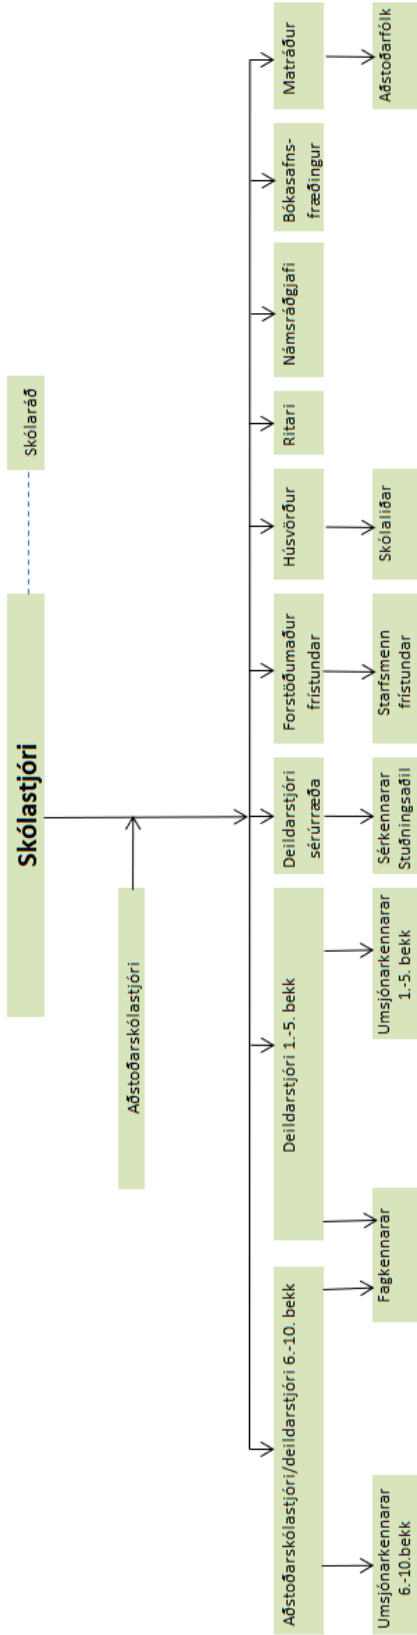 Skólastjóri
Skólaráð
Aðstoðarskólastjóri
Aðstoðarskólastjóri/deildarstjóri 6.-10. bekk
Deildarstjóri 1.-5. bekk
Deildarstjóri
sérúrræða
Forstöðumaður
frístundar
Húsvörður
Ritari
Námsráðgjafi
Bókasafns-
fræðingur
Matráður
Umsjónarkennarar
6.-10.bekk
Fagkennarar
Umsjónarkennarar
1.-5. bekk
Sérkennarar
Stuðningsaðil
Starfsmenn
frístundar
Skólaliðar
Aðstoðarfólk